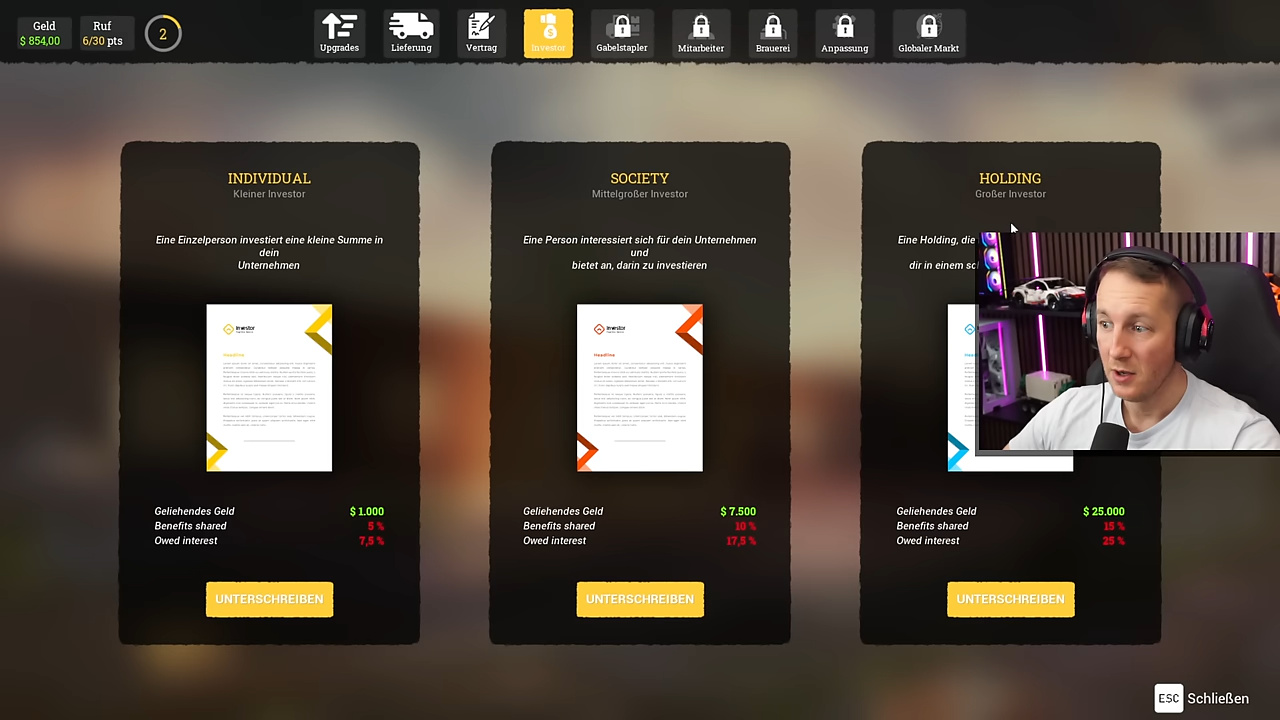 Geld
$ 854,00
Ruf
6/30 pts
2
Upgrades
Lieferung
Vertrag
Investor
Gabelstapler
Mitarbeiter
Brauerei
Anpassung
Globaler Markt
INDIVIDUAL
Kleiner Investor
Eine Einzelperson investiert eine kleine Summe in
dein
Unternehmen
Investor
Headline
Geliehendes Geld $ 1.000
Benefits shared 5 %
Owed interest 7,5 %
UNTERSCHREIBEN
SOCIETY
Mittelgroßer Investor
Eine Person interessiert sich für dein Unternehmen
und
bietet an, darin zu investieren
Investor
Headline
Geliehendes Geld $ 7.500
Benefits shared 10 %
Owed interest 17,5 %
UNTERSCHREIBEN
HOLDING
Großer Investor
Eine Holding, die
dir in einem
Geliehendes Geld $ 25.000
Benefits shared 15 %
Owed interest 25 %
UNTERSCHREIBEN
ESC Schließen